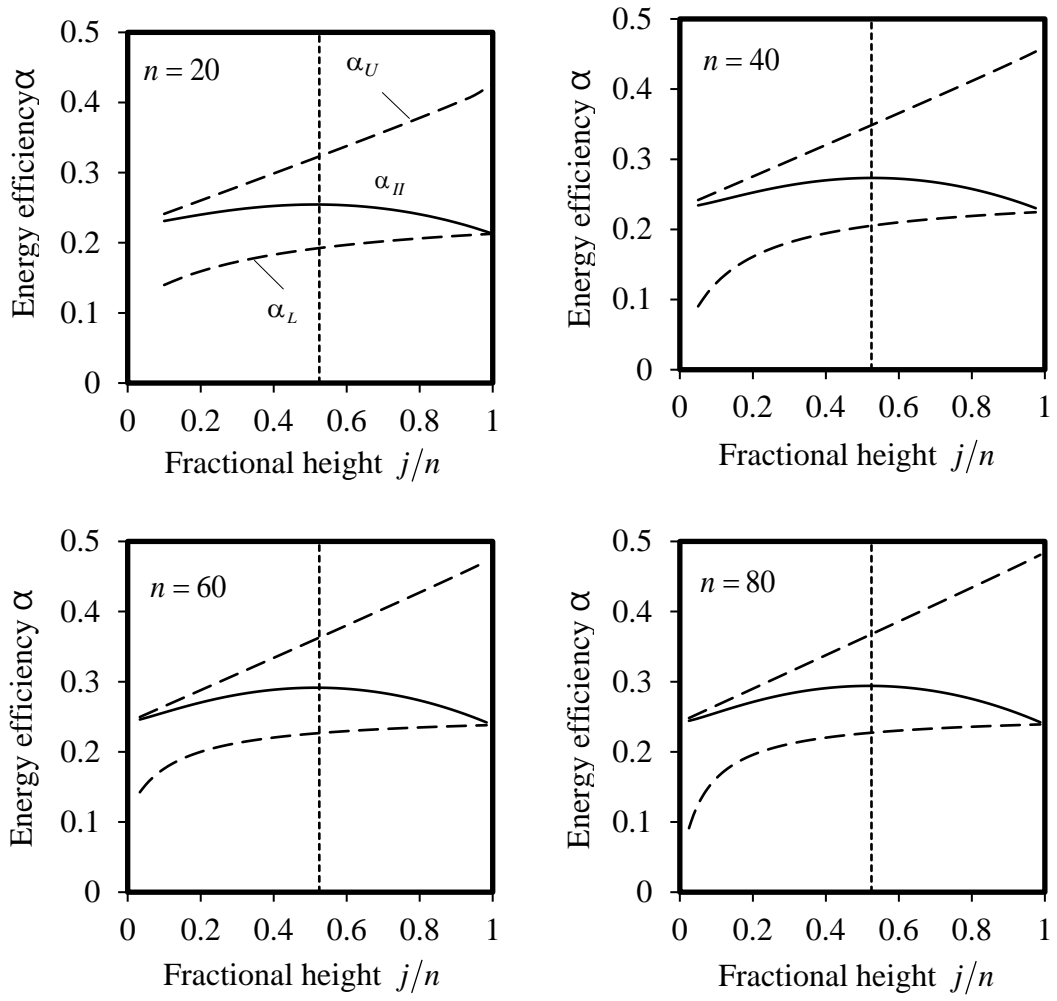 Energy efficiency α
0.5
0.4
0.3
0.2
0.1
0
n = 20
α_U
α_II
α_L
0 0.2 0.4 0.6 0.8 1
Fractional height j/n
Energy efficiency α
0.5
0.4
0.3
0.2
0.1
0
n = 40
0 0.2 0.4 0.6 0.8 1
Fractional height j/n
Energy efficiency α
0.5
0.4
0.3
0.2
0.1
0
n = 60
0 0.2 0.4 0.6 0.8 1
Fractional height j/n
Energy efficiency α
0.5
0.4
0.3
0.2
0.1
0
n = 80
0 0.2 0.4 0.6 0.8 1
Fractional height j/n